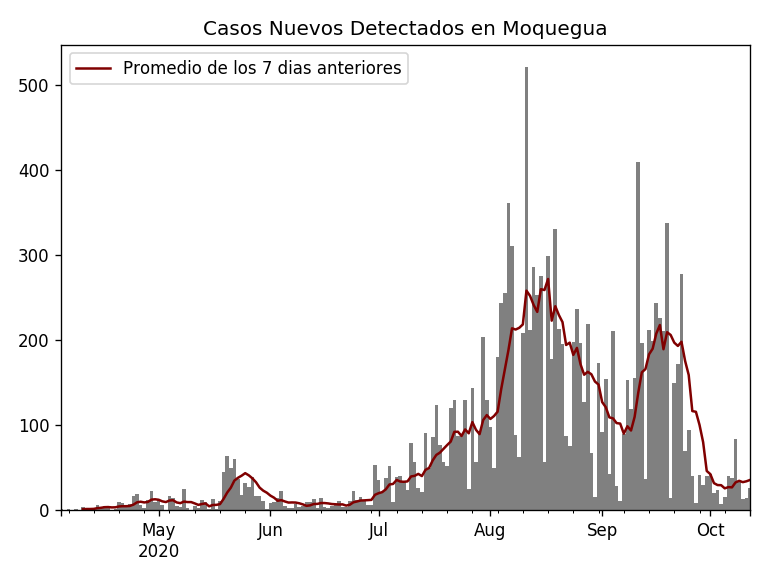 Casos Nuevos Detectados en Moquegua
Promedio de los 7 dias anteriores
500
400
300
200
100
0
May Jun Jul Aug Sep Oct
2020